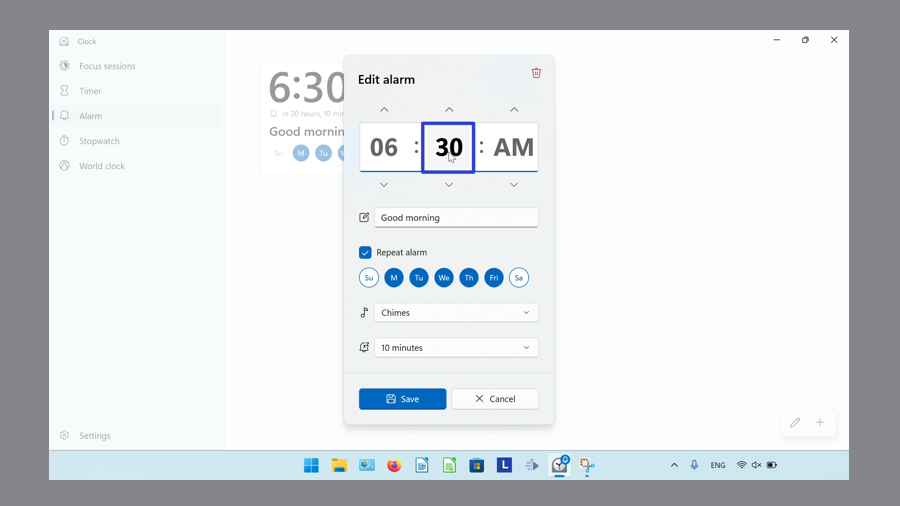 Clock
Focus sessions
Timer
Alarm
Stopwatch
World clock
Settings
6:30
in 20 hours, 10
Good mornin
Su M Tu
Edit alarm
06 : 30 : AM
Good morning
Repeat alarm
Su M Tu We Th Fri Sa
Chimes
10 minutes
Save Cancel
L
ENG